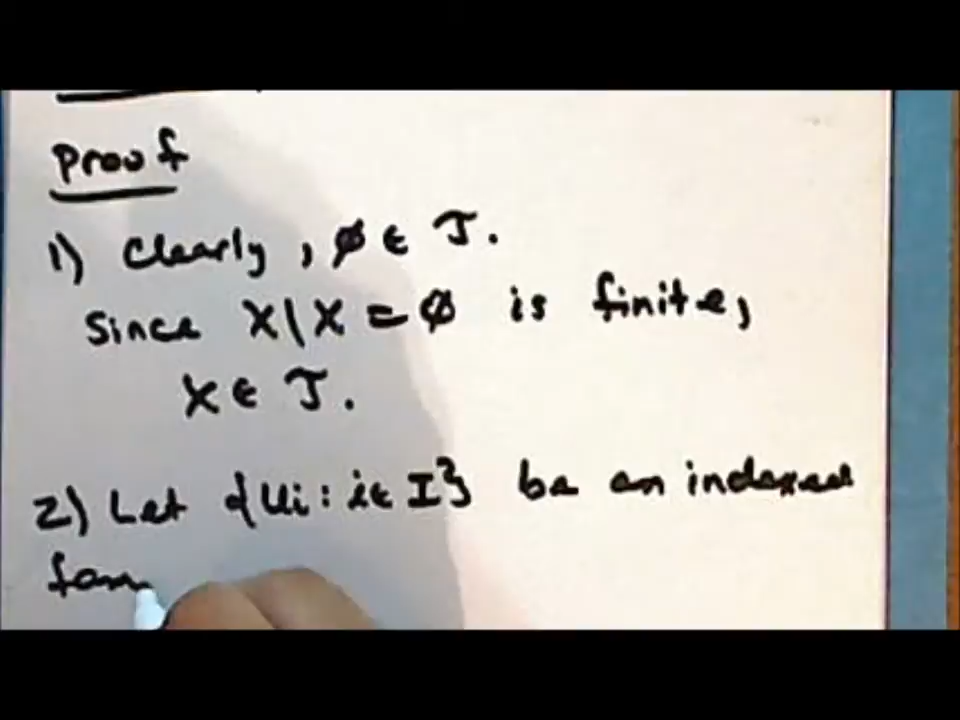 Proof
1) Clearly, ∅ ∈ T.
Since X\X = ∅ is finite,
X ∈ T.
2) Let {Ui : i ∈ I} be an indexed
fam